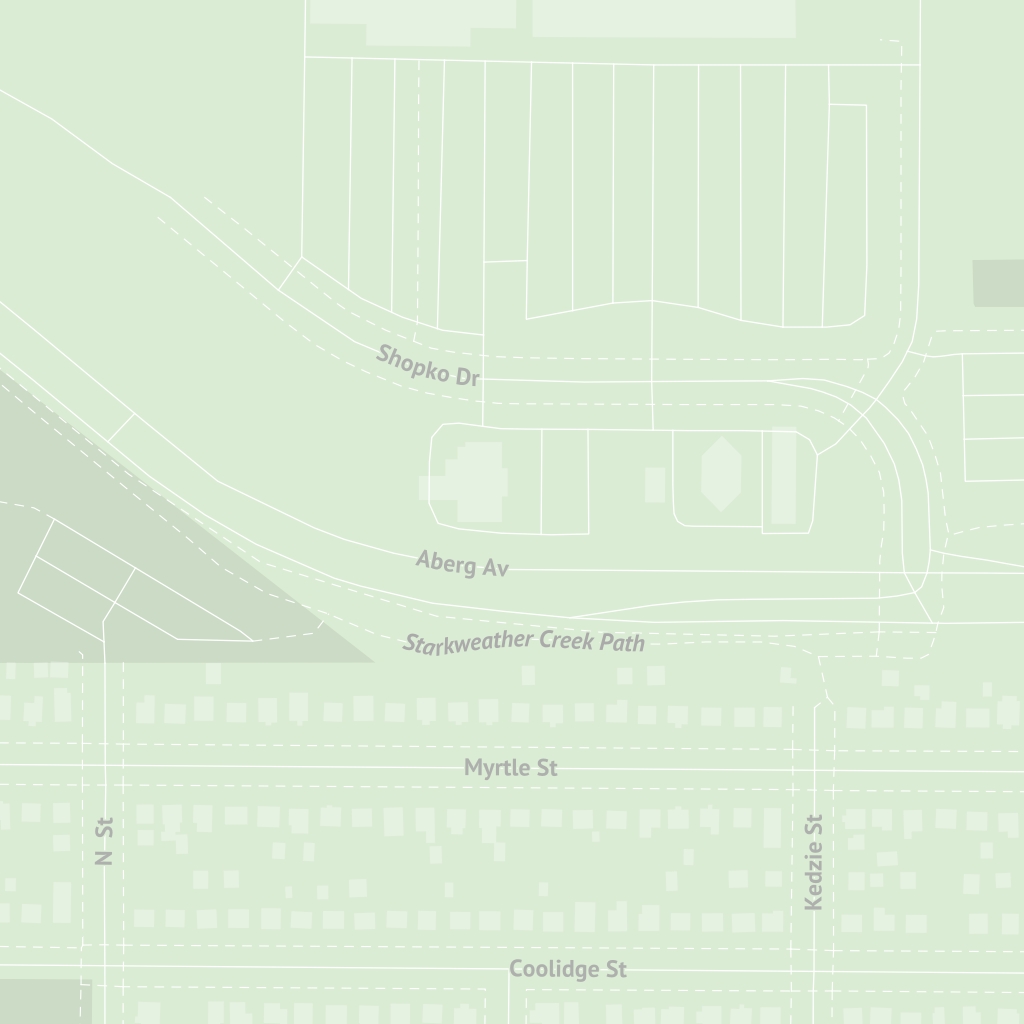 Shopko Dr
Aberg Av
Starkweather Creek Path
Myrtle St
N St
Kedzie St
Coolidge St